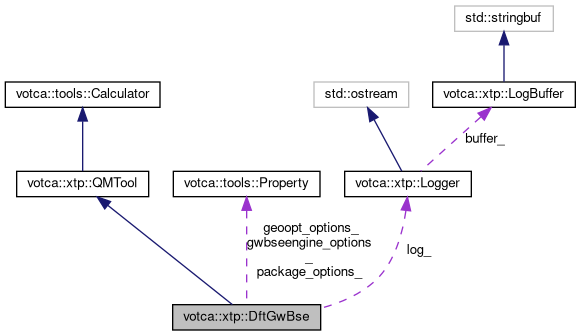 std::stringbuf
votca::tools::Calculator
std::ostream
votca::xtp::LogBuffer
buffer_
votca::xtp::QMTool
votca::tools::Property
votca::xtp::Logger
geoopt_options_
gwbseengine_options
_
package_options_
log_
votca::xtp::DftGwBse